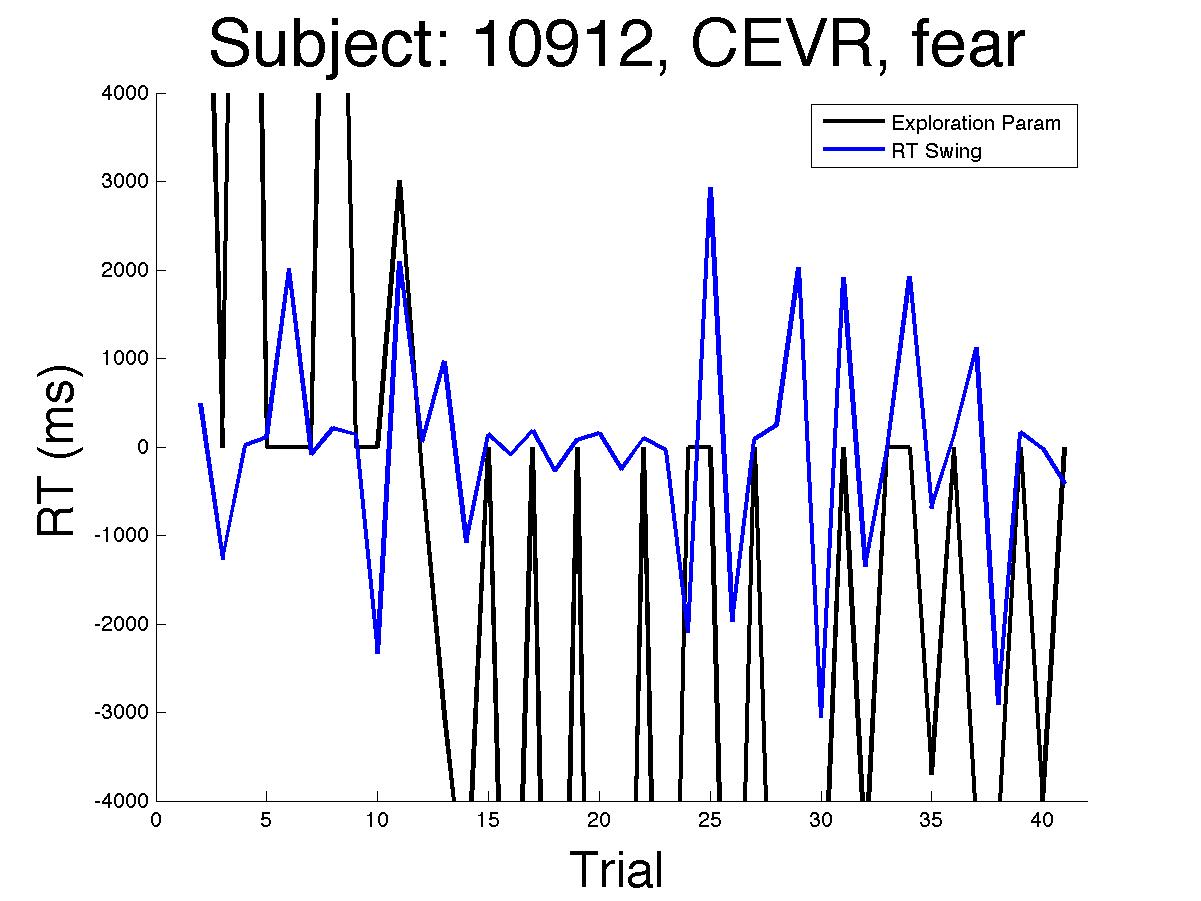 Subject: 10912, CEVR, fear
Exploration Param
RT Swing
RT (ms)
4000
3000
2000
1000
0
-1000
-2000
-3000
-4000
0 5 10 15 20 25 30 35 40
Trial